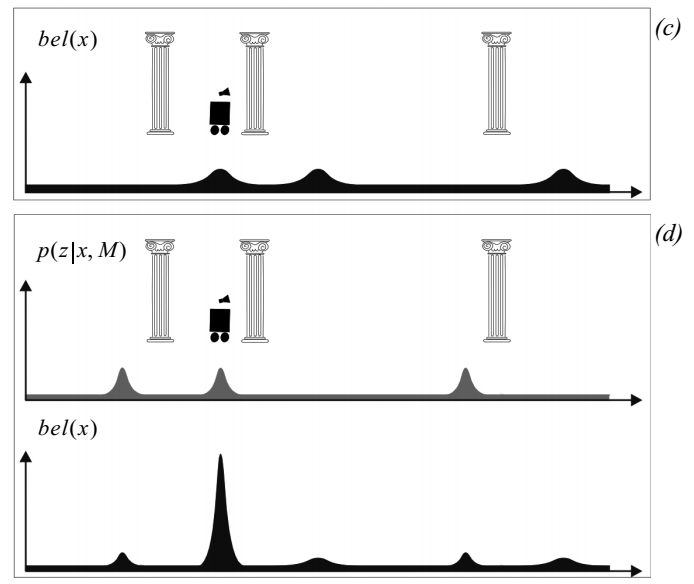 bel(x)
(c)
p(z|x, M)
(d)
bel(x)